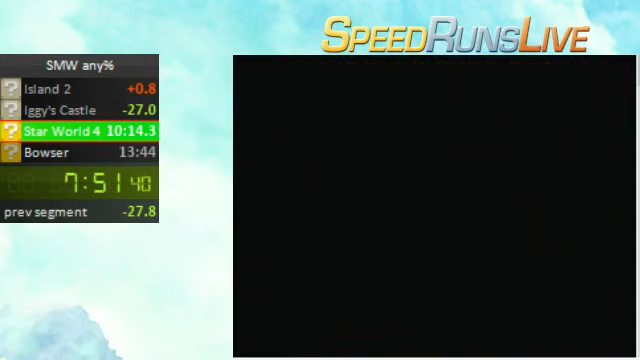 SPEEDRUNSLIVE
SMW any%
Island 2 +0.8
Iggy's Castle -27.0
Star World 4 10:14.3
Bowser 13:44
7:51 40
prev segment -27.8